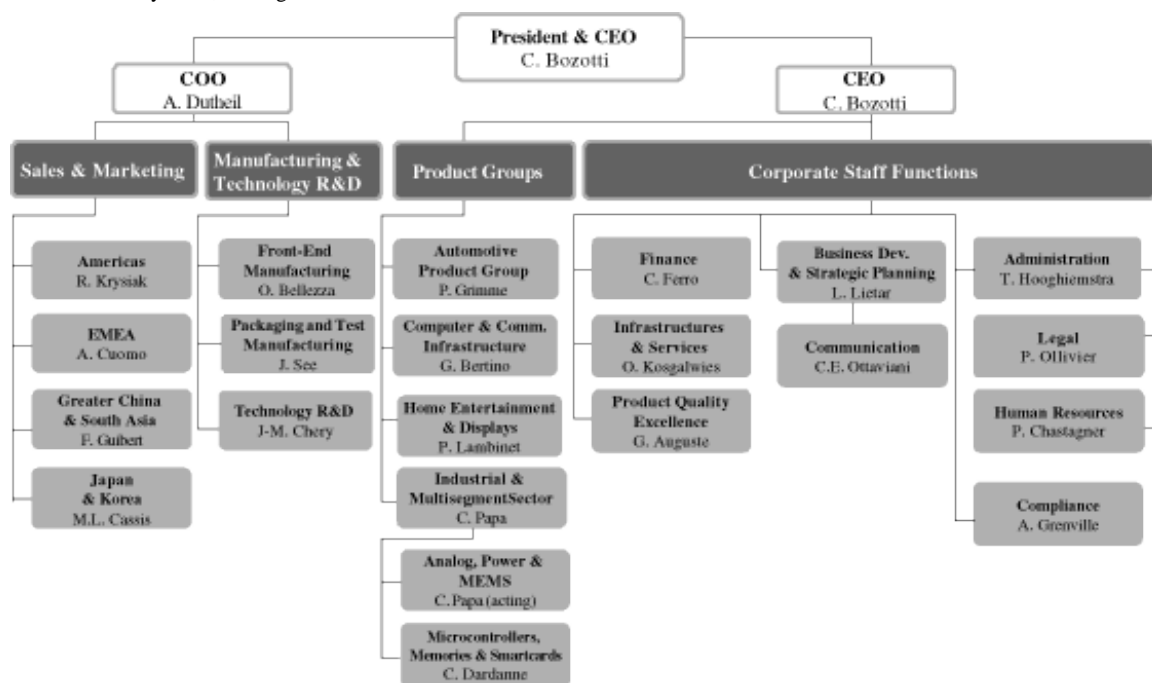 President & CEO
C. Bozotti
COO
A. Dutheil
CEO
C. Bozotti
Sales & Marketing
Manufacturing &
Technology R&D
Product Groups
Corporate Staff Functions
Americas
R. Krysiak
EMEA
A. Cuomo
Greater China
& South Asia
F. Guibert
Japan
& Korea
M.L. Cassis
Front-End
Manufacturing
O. Bellezza
Packaging and Test
Manufacturing
J. See
Technology R&D
J-M. Chery
Automotive
Product Group
P. Grimme
Computer & Comm.
Infrastructure
G. Bertino
Home Entertainment
& Displays
P. Lambinet
Industrial &
MultisegmentSector
C. Papa
Analog, Power &
MEMS
C. Papa (acting)
Microcontrollers,
Memories & Smartcards
C. Dardanne
Finance
C. Ferro
Infrastructures
& Services
O. Kosgalwies
Product Quality
Excellence
G. Auguste
Business Dev.
& Strategic Planning
L. Lietar
Communication
C.E. Ottaviani
Administration
T. Hooghiemstra
Legal
P. Ollivier
Human Resources
P. Chastagner
Compliance
A. Grenville